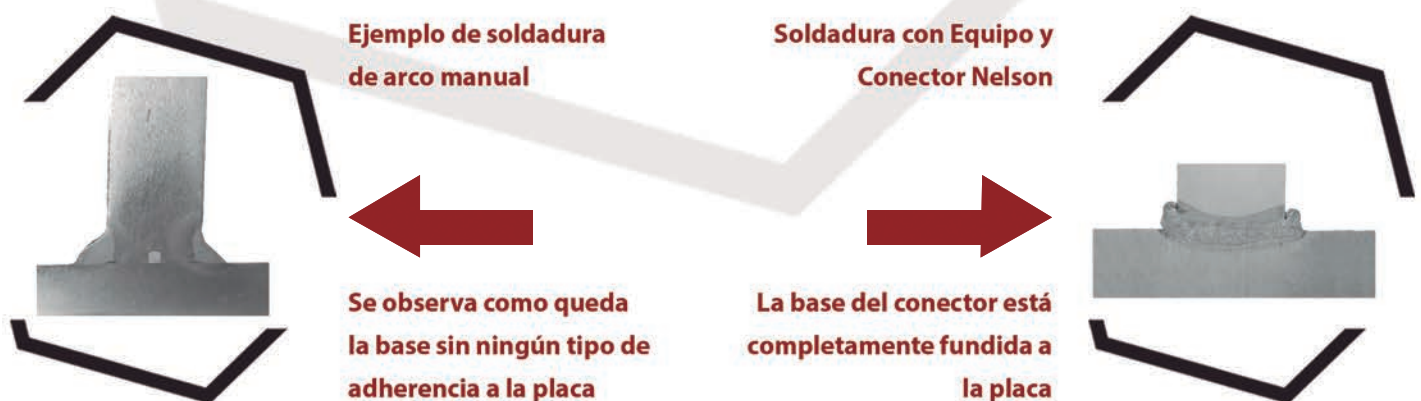 Ejemplo de soldadura
de arco manual
Soldadura con Equipo y
Conector Nelson
Se observa como queda
la base sin ningún tipo de
adherencia a la placa
La base del conector está
completamente fundida a
la placa